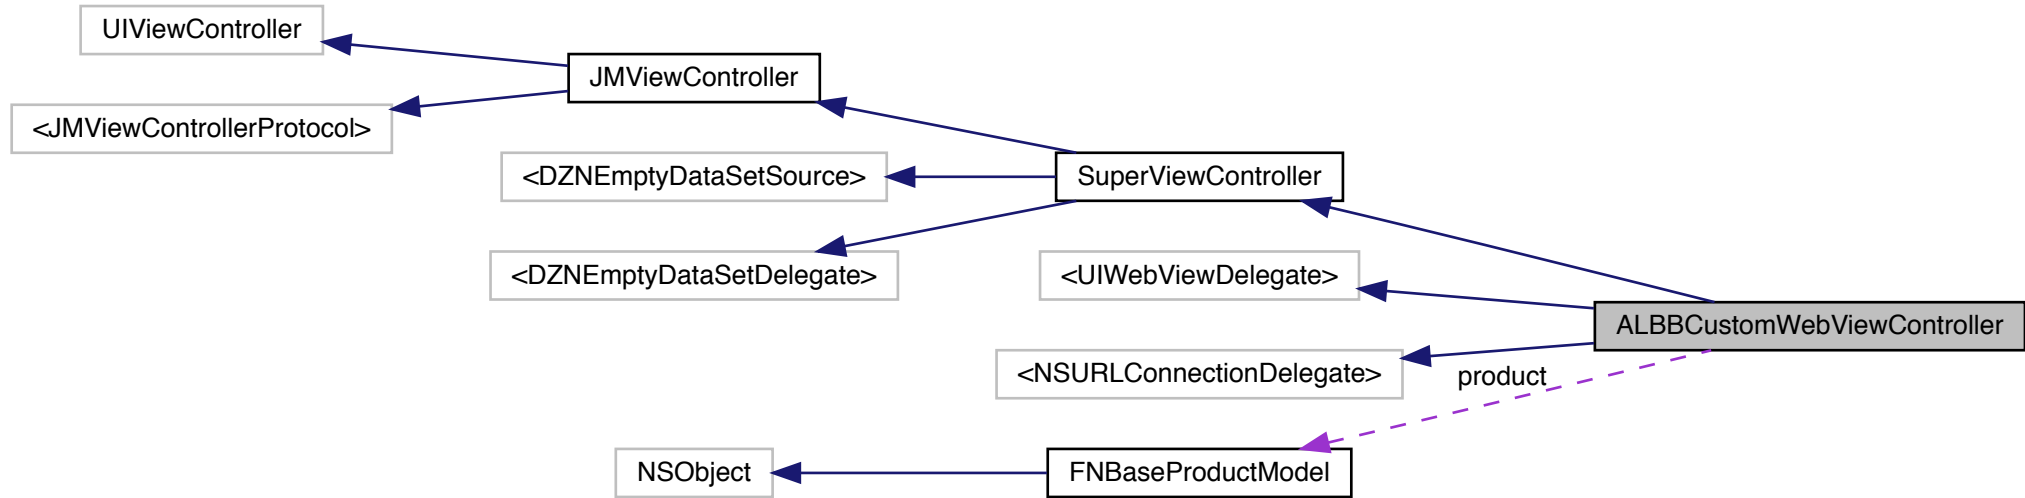 UIViewController
JMViewController
<JMViewControllerProtocol>
<DZNEmptyDataSetSource>
SuperViewController
<DZNEmptyDataSetDelegate>
<UIWebViewDelegate>
ALBBCustomWebViewController
<NSURLConnectionDelegate>
product
NSObject
FNBaseProductModel